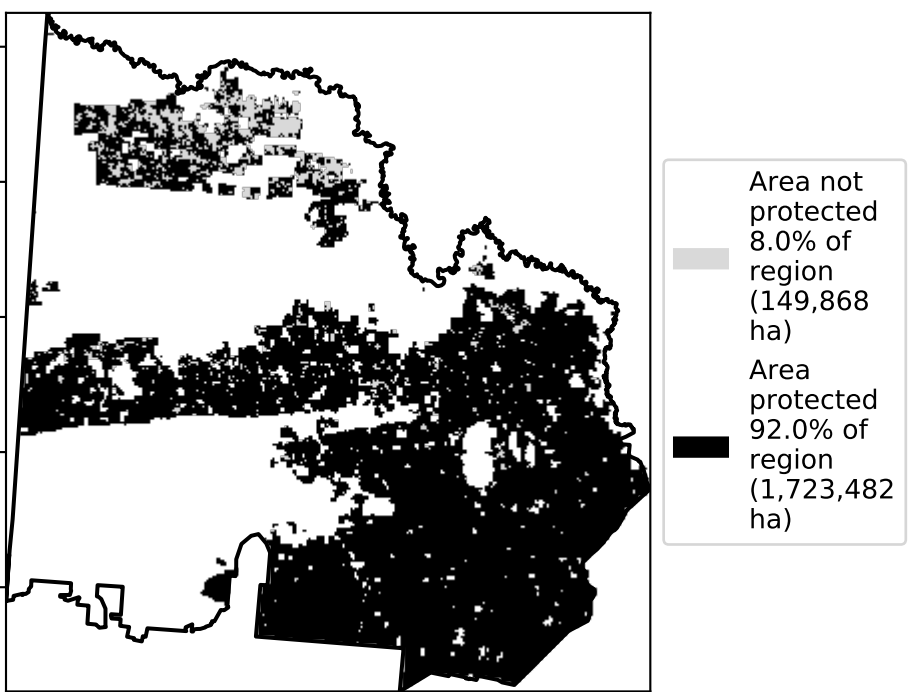 Area not
protected
8.0% of
region
(149,868
ha)
Area
protected
92.0% of
region
(1,723,482
ha)